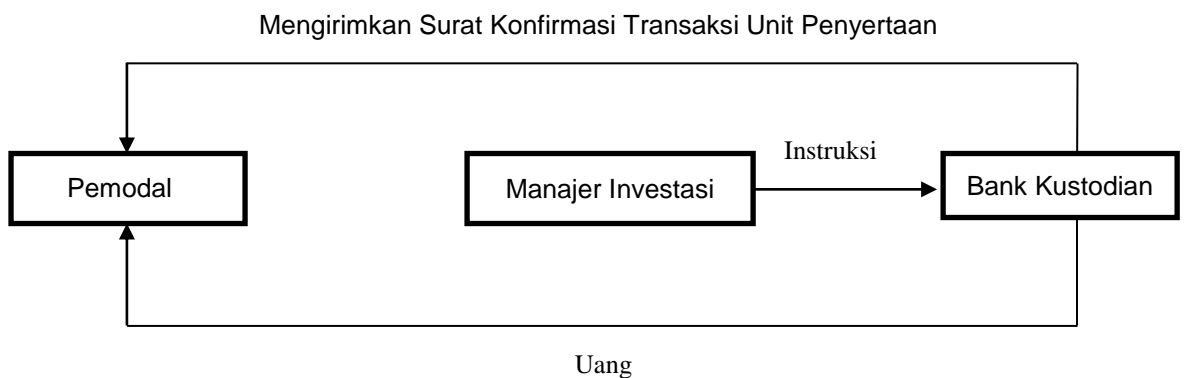 Mengirimkan Surat Konfirmasi Transaksi Unit Penyertaan
Instruksi
Pemodal
Manajer Investasi
Bank Kustodian
Uang